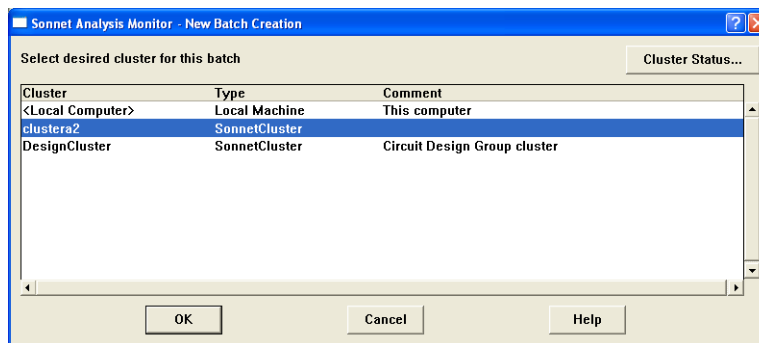 Sonnet Analysis Monitor - New Batch Creation
Select desired cluster for this batch
Cluster Status...
Cluster Type Comment
<Local Computer> Local Machine This computer
clustera2 SonnetCluster
DesignCluster SonnetCluster Circuit Design Group cluster
OK Cancel Help